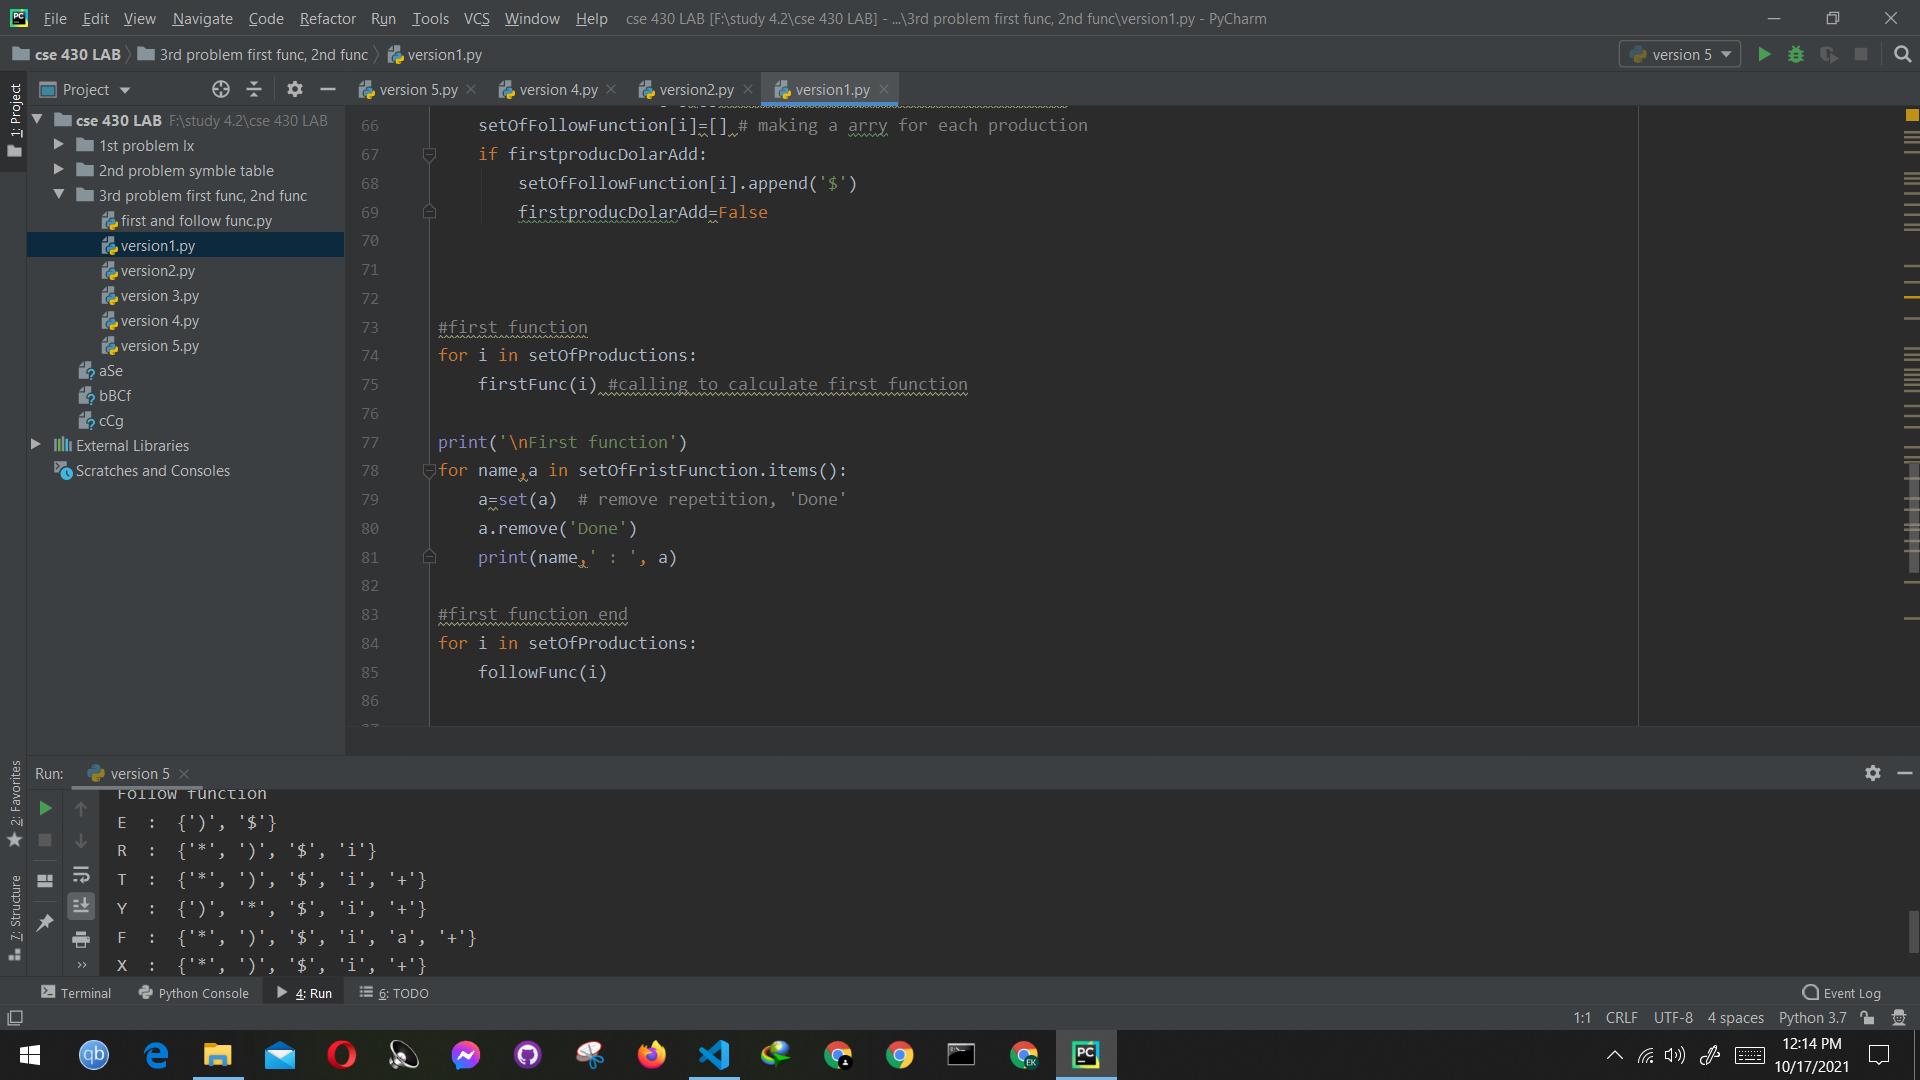 File Edit View Navigate Code Refactor Run Tools VCS Window Help cse 430 LAB [F:\study 4.2\cse 430 LAB] - ...\3rd problem first func, 2nd func\version1.py - PyCharm
cse 430 LAB 3rd problem first func, 2nd func version1.py version 5
1: Project
Project
version 5.py version 4.py version2.py version1.py
cse 430 LAB F:\study 4.2\cse 430 LAB
1st problem lx
2nd problem symble table
3rd problem first func, 2nd func
first and follow func.py
version1.py
version2.py
version 3.py
version 4.py
version 5.py
aSe
bBCf
cCg
External Libraries
Scratches and Consoles
66 setOfFollowFunction[i]=[] # making a arry for each production
67 if firstproducDolarAdd:
68 setOfFollowFunction[i].append('$')
69 firstproducDolarAdd=False
70
71
72
73 #first function
74 for i in setOfProductions:
75 firstFunc(i) #calling to calculate first function
76
77 print('\nFirst function')
78 for name,a in setOfFristFunction.items():
79 a=set(a)  # remove repetition, 'Done'
80 a.remove('Done')
81 print(name,' : ', a)
82
83 #first function end
84 for i in setOfProductions:
85 followFunc(i)
86
Run: version 5
2: Favorites
7: Structure
Follow function
E  :  {')', '$'}
R  :  {'*', ')', '$', 'i'}
T  :  {'*', ')', '$', 'i', '+'}
Y  :  {')', '*', '$', 'i', '+'}
F  :  {'*', ')', '$', 'i', 'a', '+'}
X  :  {'*', ')', '$', 'i', '+'}
Terminal Python Console 4: Run 6: TODO Event Log
1:1 CRLF UTF-8 4 spaces Python 3.7
qb PC EK
12:14 PM
10/17/2021